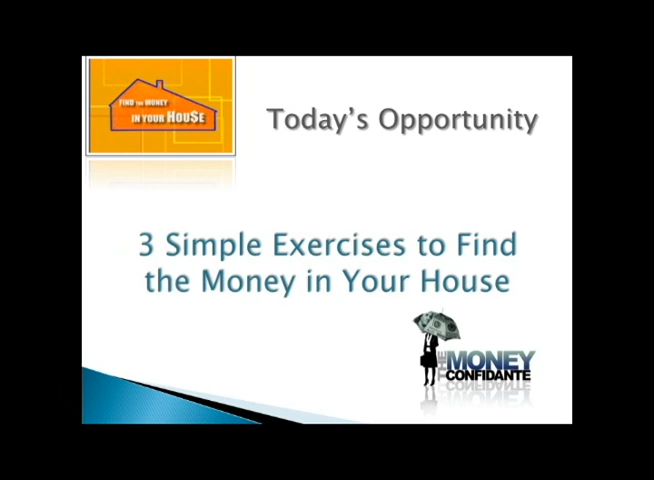 FIND THE MONEY
IN YOUR HOU$E
Today's Opportunity
3 Simple Exercises to Find
the Money in Your House
THE MONEY
CONFIDANTE